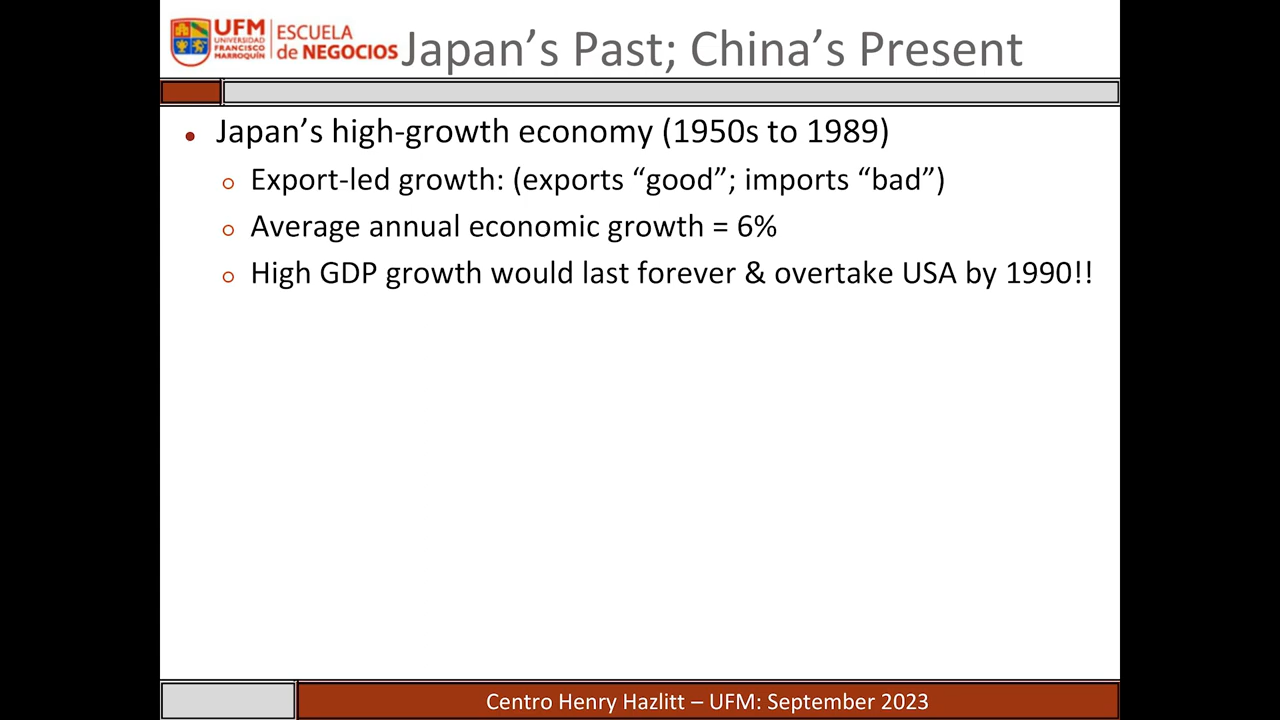 UFM
UNIVERSIDAD
FRANCISCO
MARROQUÍN
ESCUELA
de NEGOCIOS
Japan’s Past; China’s Present
• Japan’s high-growth economy (1950s to 1989)
○ Export-led growth: (exports “good”; imports “bad”)
○ Average annual economic growth = 6%
○ High GDP growth would last forever & overtake USA by 1990!!
Centro Henry Hazlitt – UFM: September 2023